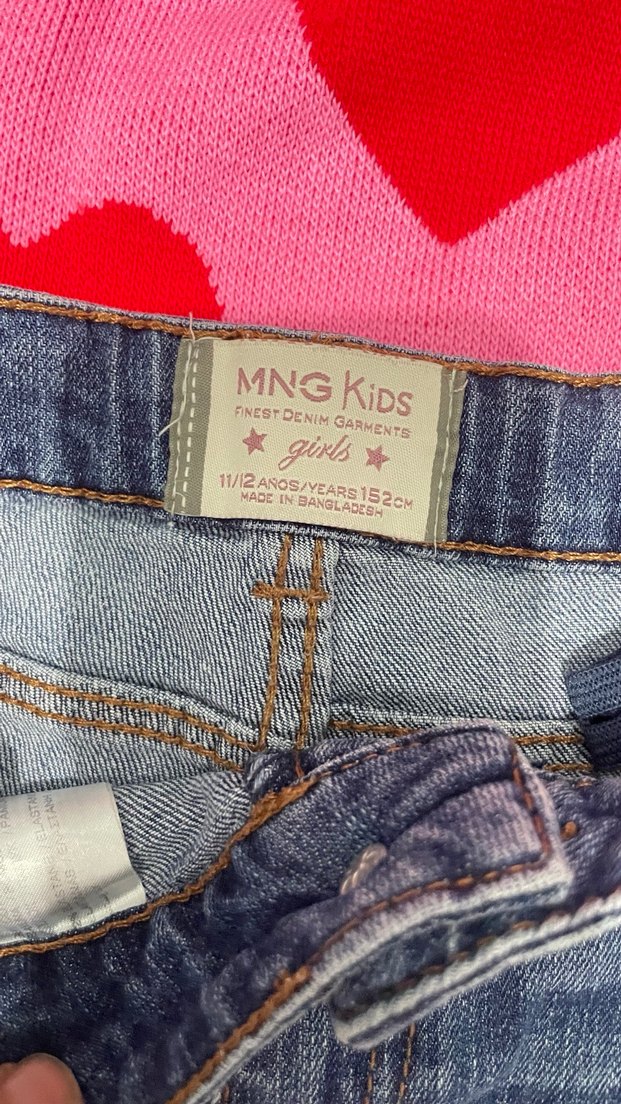 MNG KiDS
FINEST DENIM GARMENTS
girls
11/12 AÑOS/YEARS 152CM
MADE IN BANGLADESH